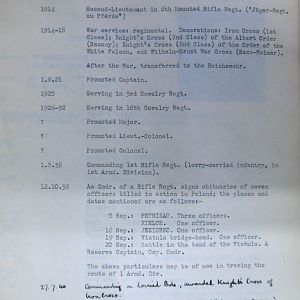 1914 Second-Lieutenant in 6th Mounted Rifle Regt. ("Jäger-Regt.
zu Pferde")
1914-18 War service: regimental. Decorations: Iron Cross (1st
Class); Knight's Cross (2nd Class) of the Albert Order
(Saxony); Knight's Cross (2nd Class) of the Order of the
White Falcon, and Wilhelm-Ernst War Cross (Saxe-Weimar).
After the War, transferred to the Reichswehr.
1.9.21 Promoted Captain.
1925 Serving in 3rd Cavalry Regt.
1926-32 Serving in 16th Cavalry Regt.
? Promoted Major.
? Promoted Lieut.-Colonel.
? Promoted Colonel.
1.5.39 Commanding 1st Rifle Regt. (lorry-carried infantry, in
1st Armd. Division).
12.10.39 As Cmdr. of a Rifle Regt. signs obituaries of seven
officers killed in action in Poland; the places and
dates mentioned are as follows:-
5 Sep.: PETRIKAU. Three officers.
KIELCE. One officer.
16 Sep.: JEZIORKO. One officer.
19 Sep.: Vistula bridge-head. One officer.
20 Sep.: Battle in the bend of the Vistula. A
Reserve Captain, Coy. Cmdr.
The above particulars may be of use in tracing the
route of 1 Armd. Div.
27.7.40 Commanding a Lorried Bde, awarded Knight's Cross of
Iron Cross.